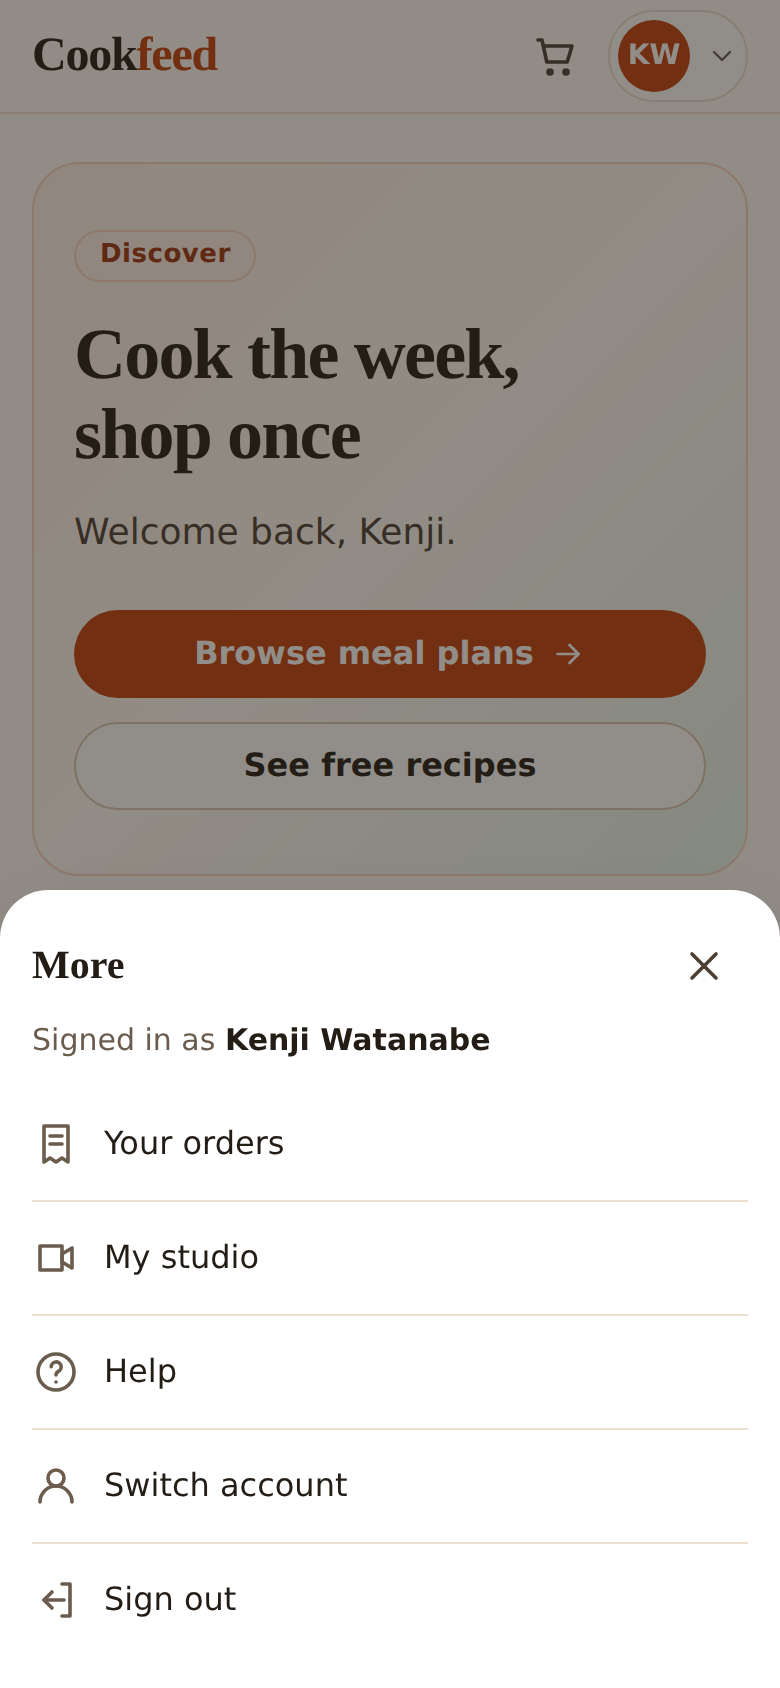 Cookfeed
KW
Discover
Cook the week,
shop once
Welcome back, Kenji.
Browse meal plans →
See free recipes
More
Signed in as Kenji Watanabe
Your orders
My studio
Help
Switch account
Sign out